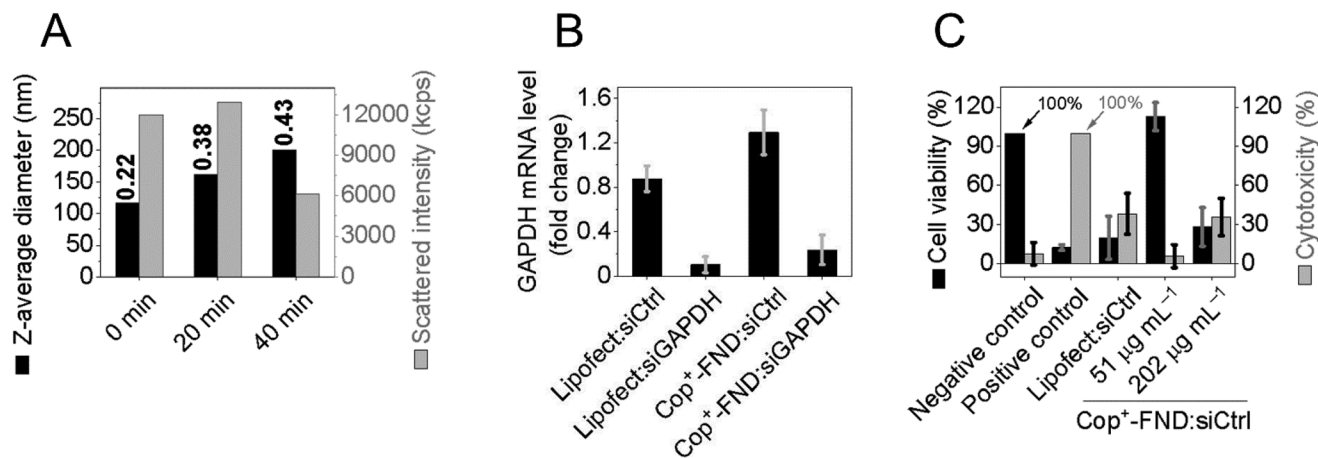 A
Z-average diameter (nm)
250
200
150
100
50
0
0.22
0.38
0.43
12000
9000
6000
3000
0
Scattered intensity (kcps)
0 min
20 min
40 min
B
GAPDH mRNA level
(fold change)
1.6
1.2
0.8
0.4
0
Lipofect:siCtrl
Lipofect:siGAPDH
Cop⁺-FND:siCtrl
Cop⁺-FND:siGAPDH
C
Cell viability (%)
120
90
60
30
0
100%
100%
120
90
60
30
0
Cytotoxicity (%)
Negative control
Positive control
Lipofect:siCtrl
51 µg mL⁻¹
202 µg mL⁻¹
Cop⁺-FND:siCtrl